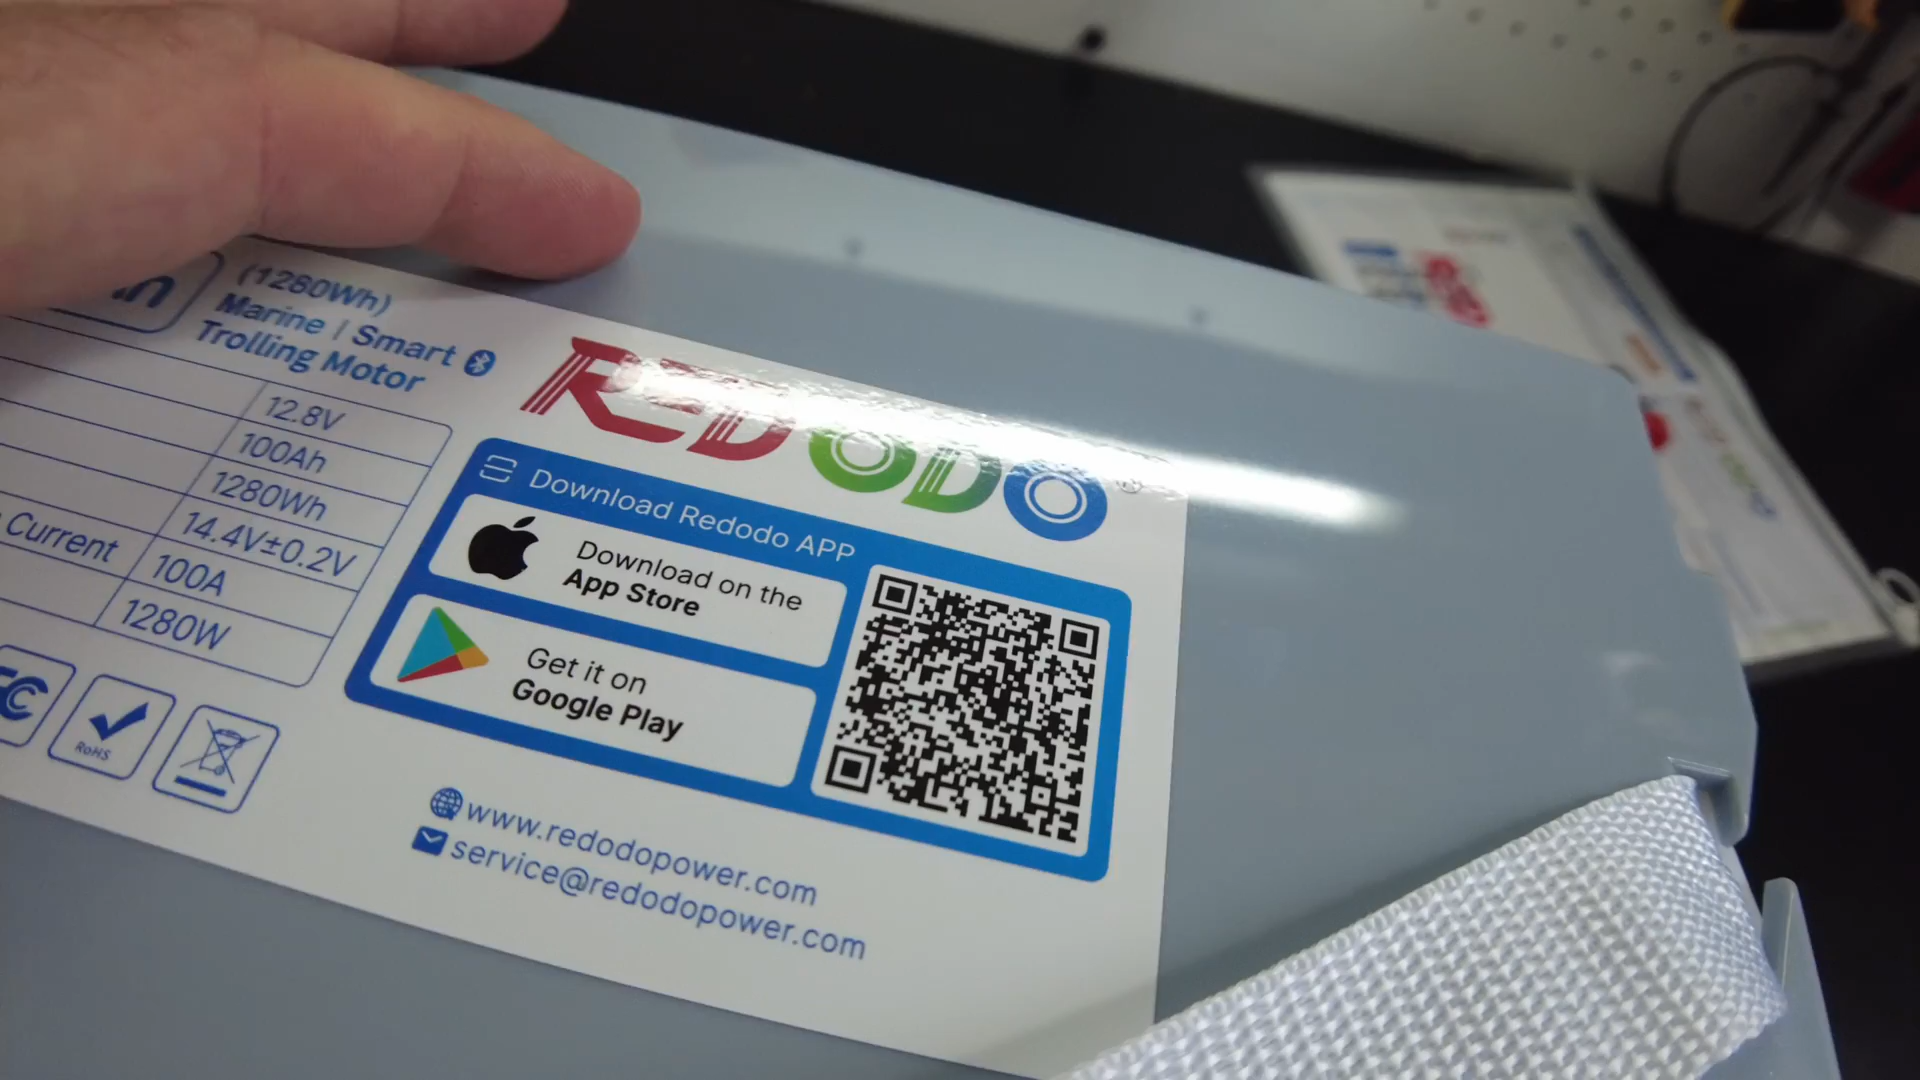 (1280Wh)
Marine | Smart
Trolling Motor
12.8V
100Ah
1280Wh
14.4V±0.2V
Current
100A
1280W
FC
RoHS
REDODO
Download Redodo APP
Download on the
App Store
Get it on
Google Play
www.redodopower.com
service@redodopower.com